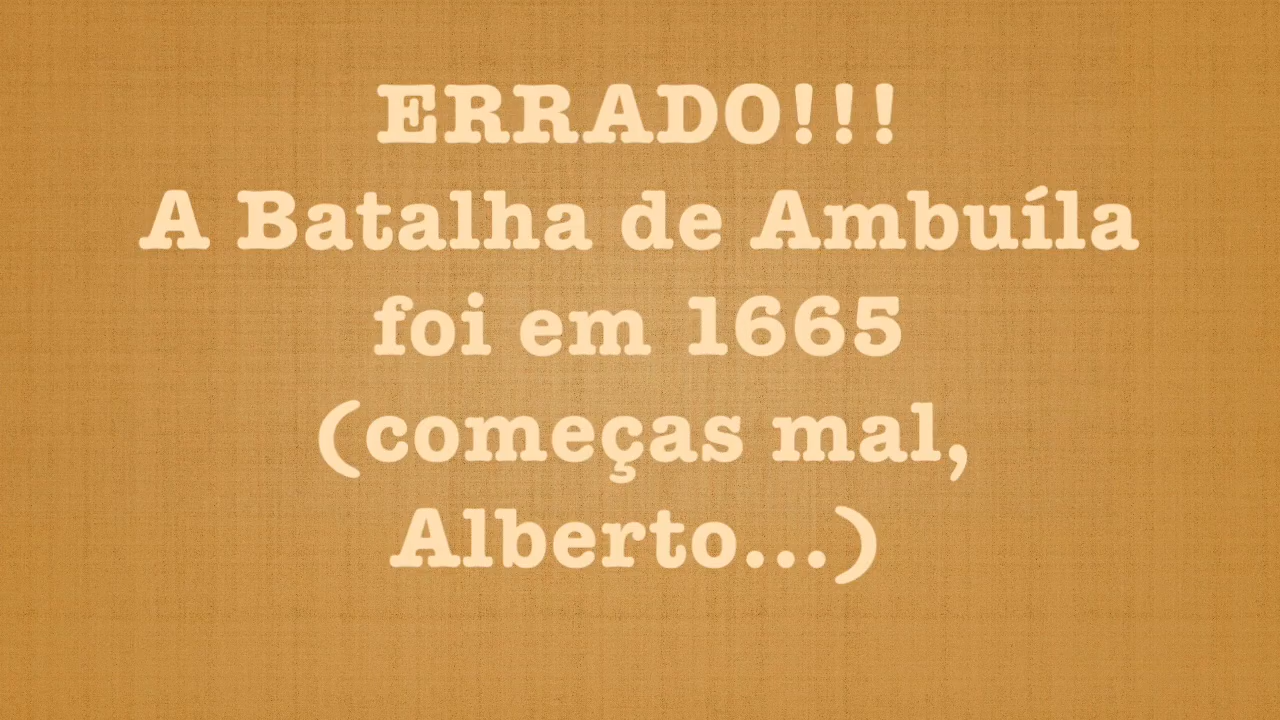 ERRADO!!!
A Batalha de Ambuíla
foi em 1665
(começas mal,
Alberto...)